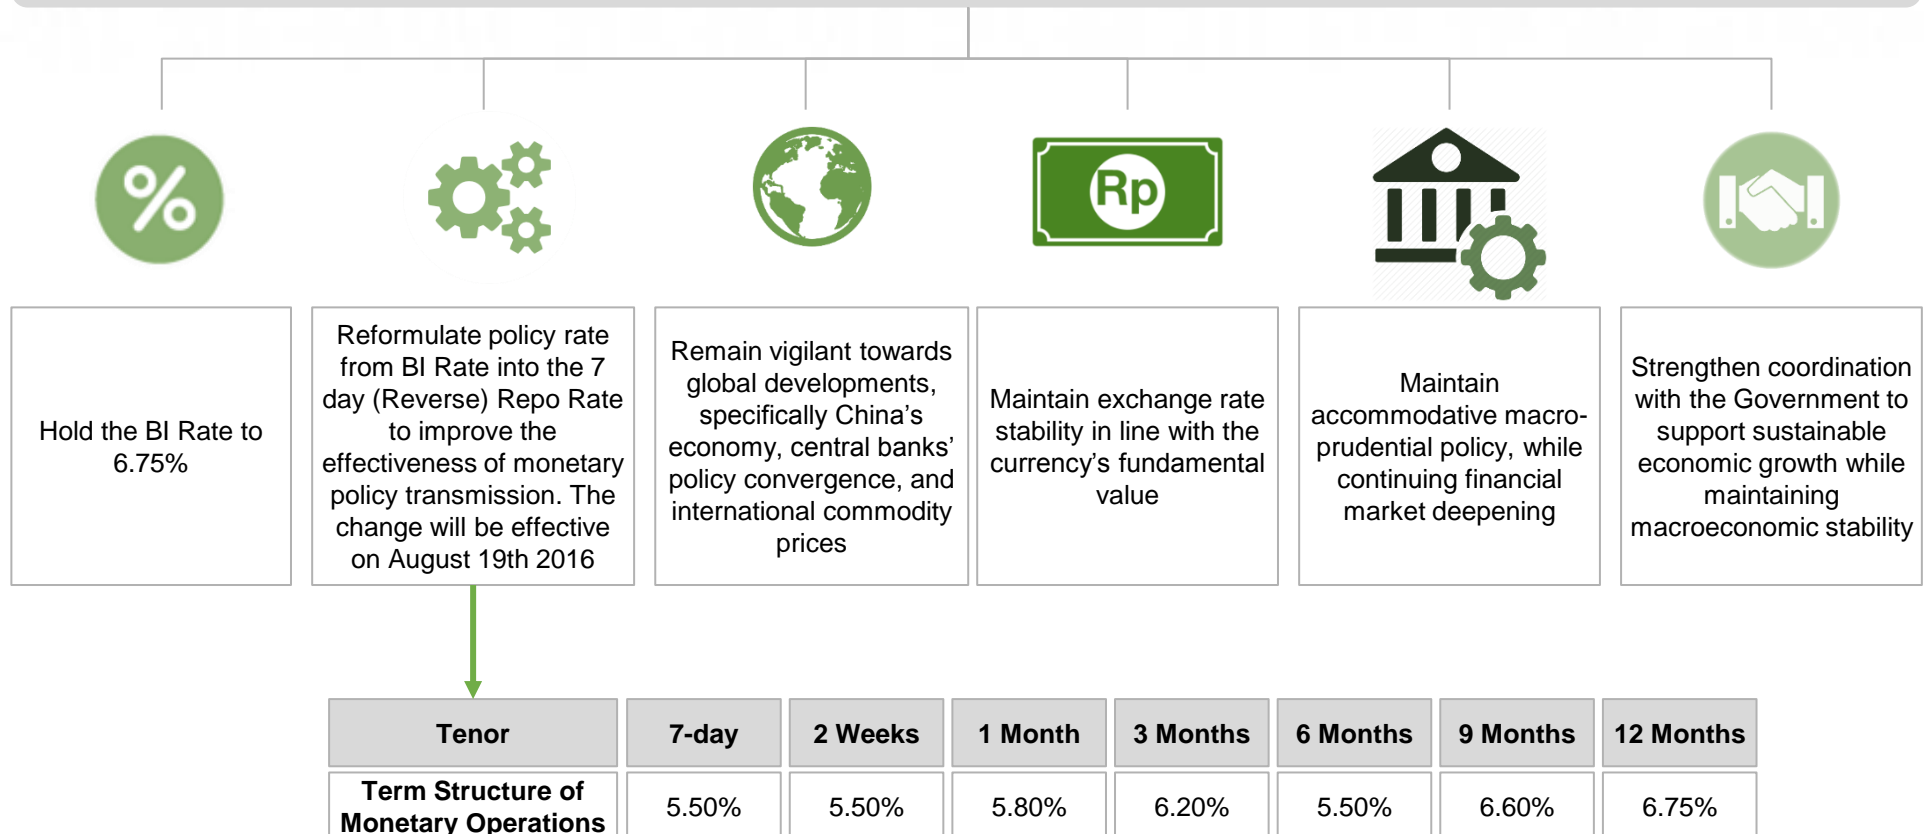 %
Rp
Hold the BI Rate to
6.75%
Reformulate policy rate
from BI Rate into the 7
day (Reverse) Repo Rate
to improve the
effectiveness of monetary
policy transmission. The
change will be effective
on August 19th 2016
Remain vigilant towards
global developments,
specifically China’s
economy, central banks’
policy convergence, and
international commodity
prices
Maintain exchange rate
stability in line with the
currency’s fundamental
value
Maintain
accommodative macro-
prudential policy, while
continuing financial
market deepening
Strengthen coordination
with the Government to
support sustainable
economic growth while
maintaining
macroeconomic stability
Tenor 7-day 2 Weeks 1 Month 3 Months 6 Months 9 Months 12 Months
Term Structure of
Monetary Operations 5.50% 5.50% 5.80% 6.20% 5.50% 6.60% 6.75%